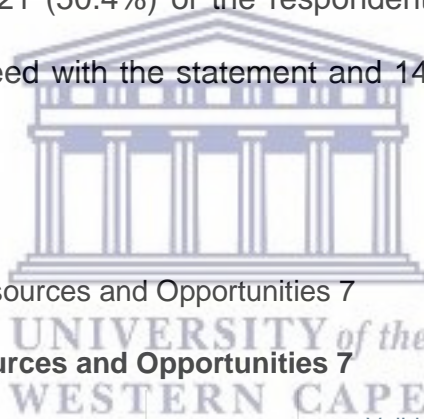 21 (50.4%) of the respondent
eed with the statement and 14
sources and Opportunities 7
urces and Opportunities 7
UNIVERSITY of the
WESTERN CAPE